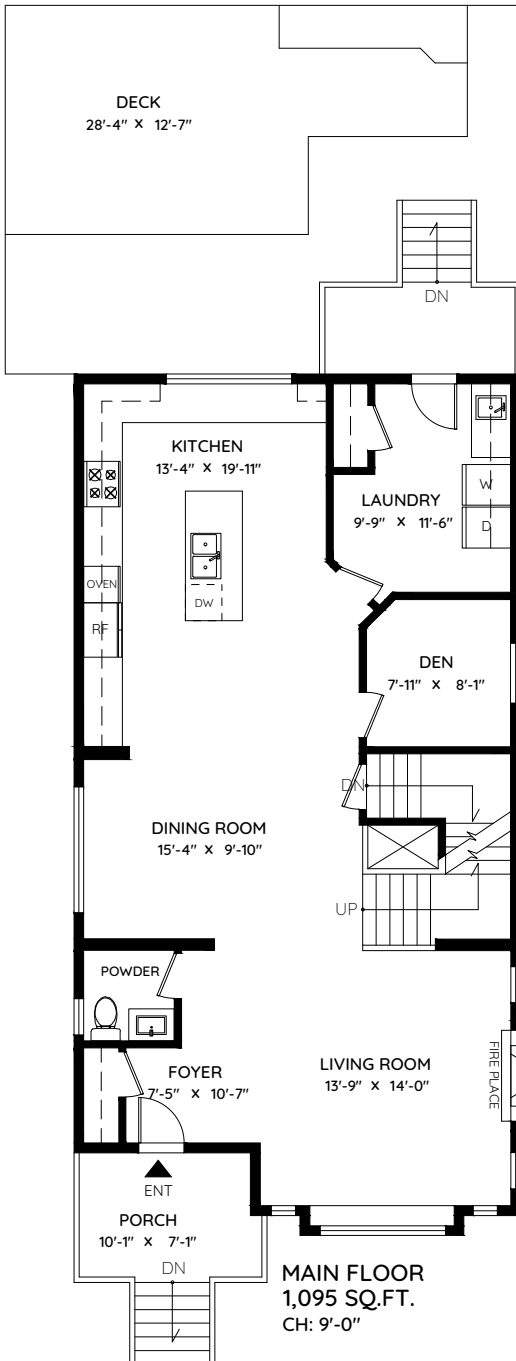 DECK
28'-4" x 12'-7"
DN
KITCHEN
13'-4" x 19'-11"
LAUNDRY
9'-9" x 11'-6"
W
D
OVEN
DW
RF
DEN
7'-11" x 8'-1"
DN
DINING ROOM
15'-4" x 9'-10"
UP
POWDER
FOYER
7'-5" x 10'-7"
LIVING ROOM
13'-9" x 14'-0"
FIRE PLACE
ENT
PORCH
10'-1" x 7'-1"
DN
MAIN FLOOR
1,095 SQ.FT.
CH: 9'-0"